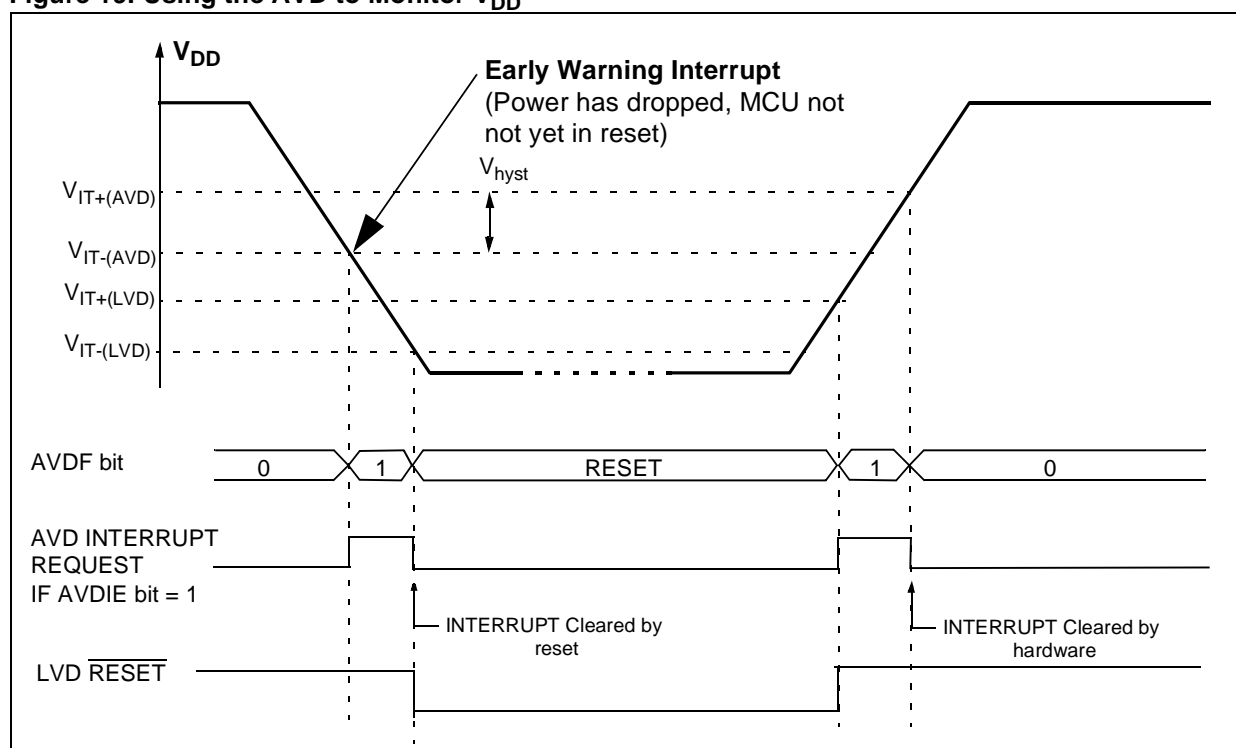 Figure 18. Using the AVD to Monitor VDD
VDD
Early Warning Interrupt
(Power has dropped, MCU not
not yet in reset)
Vhyst
VIT+(AVD)
VIT-(AVD)
VIT+(LVD)
VIT-(LVD)
AVDF bit
0
1
RESET
1
0
AVD INTERRUPT
REQUEST
IF AVDIE bit = 1
INTERRUPT Cleared by
reset
INTERRUPT Cleared by
hardware
LVD RESET